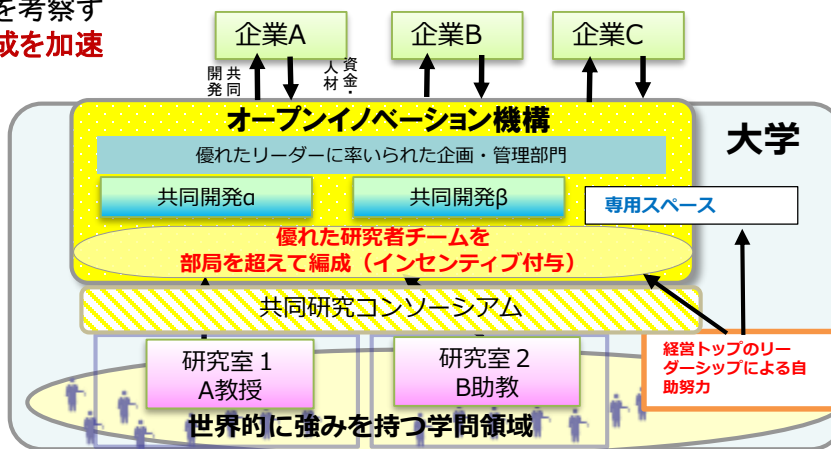 を考察す
成を加速
企業A
企業B
企業C
共同
開発
資金・
人材
オープンイノベーション機構
大学
優れたリーダーに率いられた企画・管理部門
共同開発α
共同開発β
専用スペース
優れた研究者チームを
部局を超えて編成（インセンティブ付与）
共同研究コンソーシアム
研究室１
A教授
研究室２
B助教
経営トップのリー
ダーシップによる自
助努力
世界的に強みを持つ学問領域